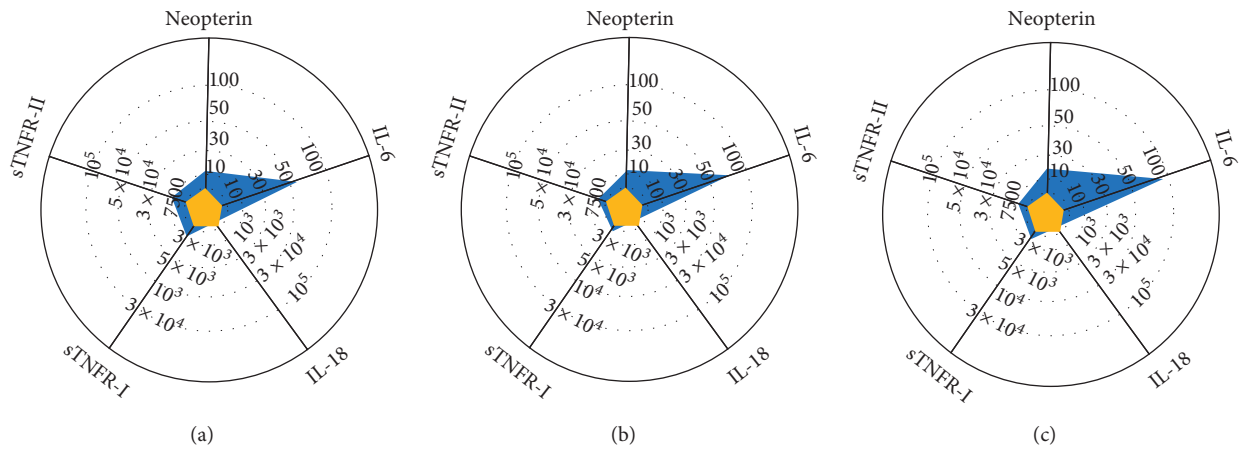 Neopterin
IL-6
IL-18
sTNFR-I
sTNFR-II
100
50
30
10
10
30
50
100
10³
3 × 10³
3 × 10⁴
10⁵
3 × 10³
5 × 10³
10³
3 × 10⁴
7500
3 × 10⁴
5 × 10⁴
10⁵
(a)
Neopterin
IL-6
IL-18
sTNFR-I
sTNFR-II
100
50
30
10
10
30
50
100
10³
3 × 10³
3 × 10⁴
10⁵
3 × 10³
5 × 10³
10⁴
3 × 10⁴
7500
3 × 10⁴
5 × 10⁴
10⁵
(b)
Neopterin
IL-6
IL-18
sTNFR-I
sTNFR-II
100
50
30
10
10
30
50
100
10³
3 × 10³
3 × 10⁴
10⁵
3 × 10³
5 × 10³
10⁴
3 × 10⁴
7500
3 × 10⁴
5 × 10⁴
10⁵
(c)